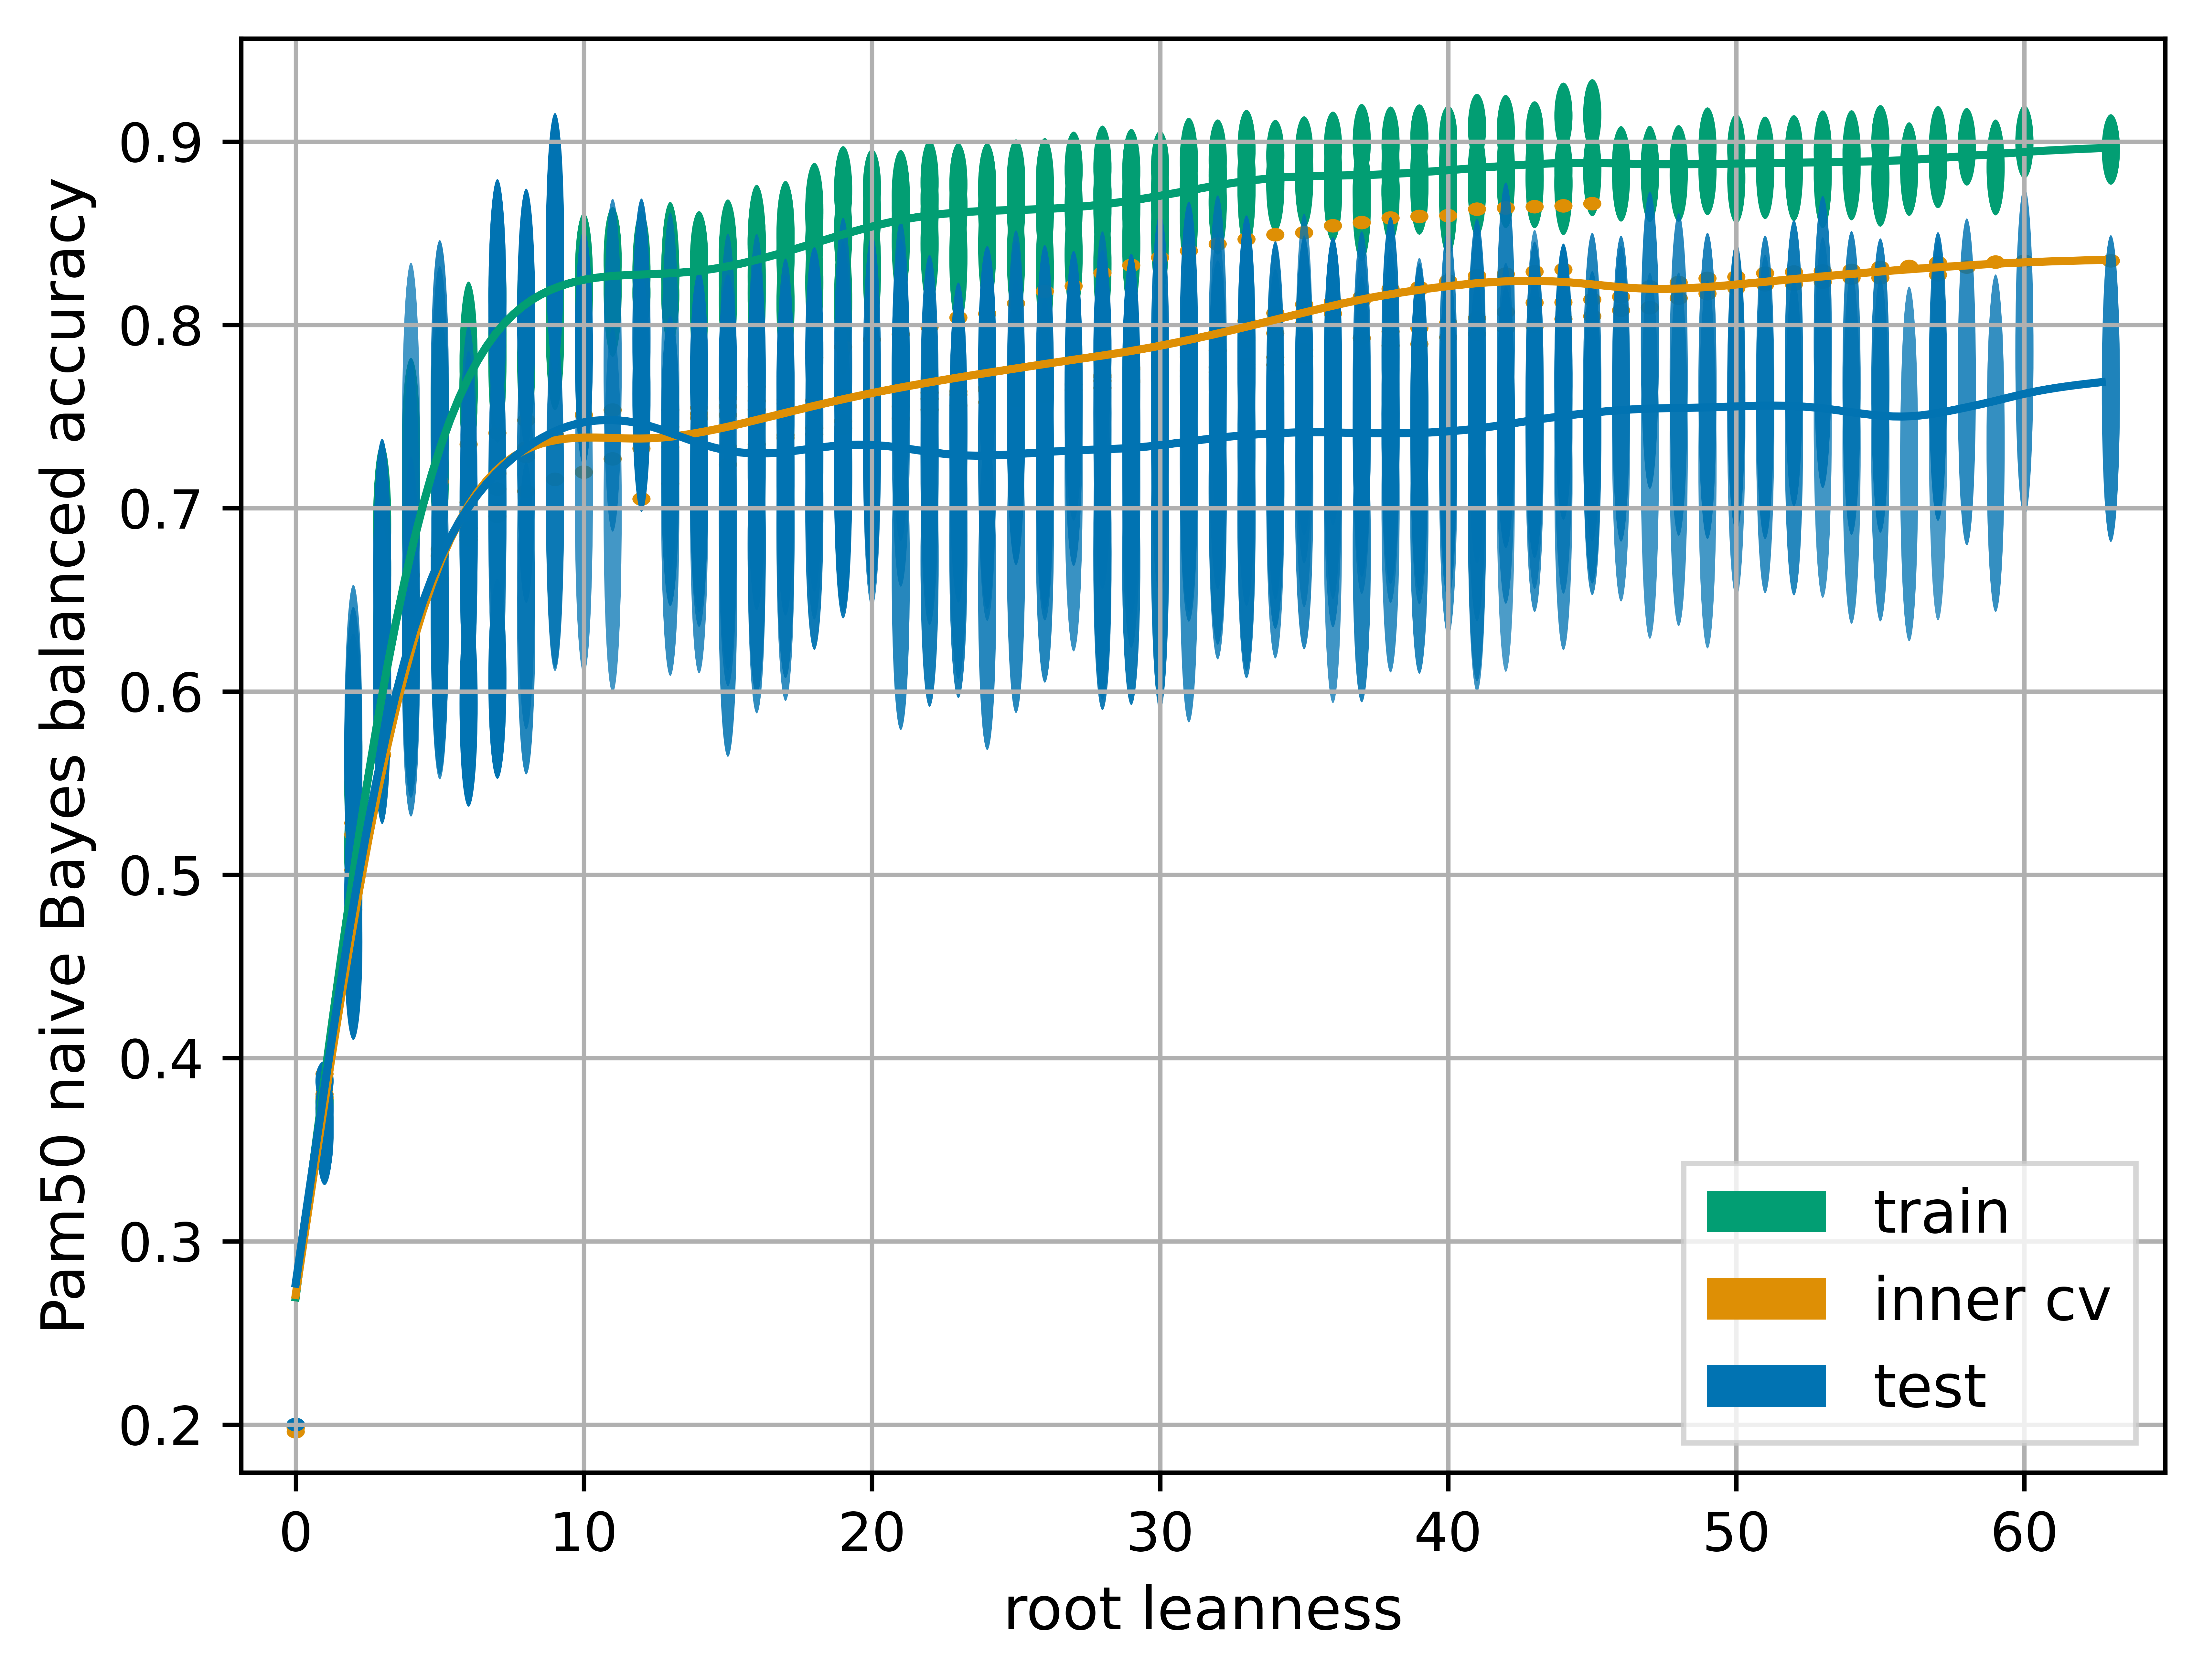 Pam50 naive Bayes balanced accuracy
0.9
0.8
0.7
0.6
0.5
0.4
0.3
0.2
0 10 20 30 40 50 60
root leanness
train
inner cv
test